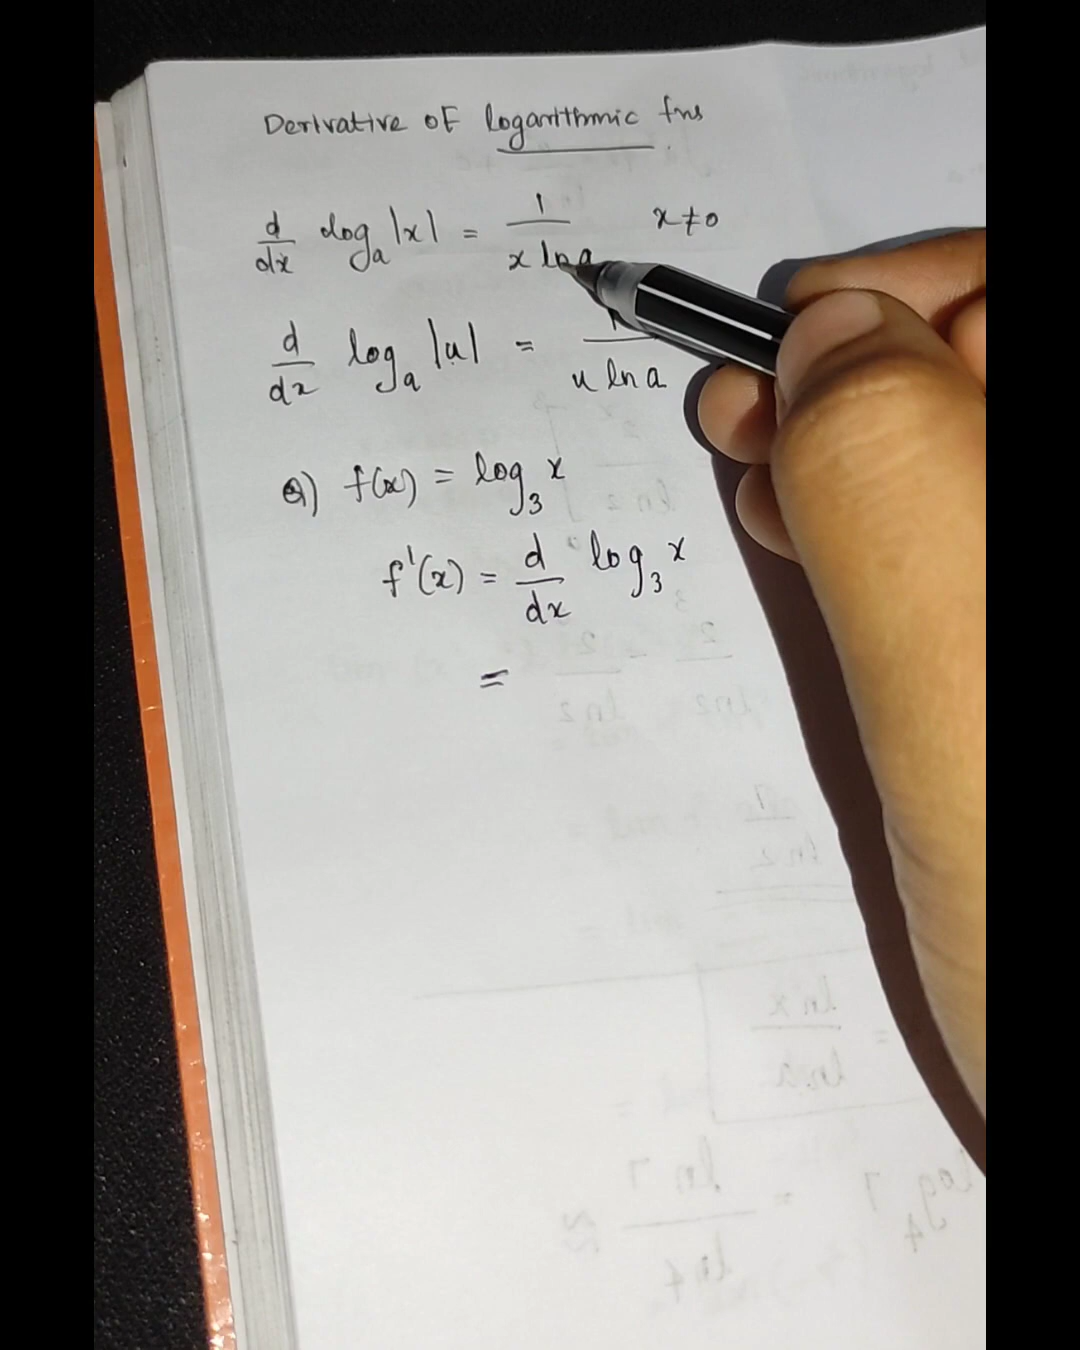 Derivative of logarithmic fns
d/dx log_a |x| = 1/(x ln a) x ≠ 0
d/dx log_a |u| = 1/(u ln a)
Q) f(x) = log_3 x
f'(x) = d/dx log_3 x
=